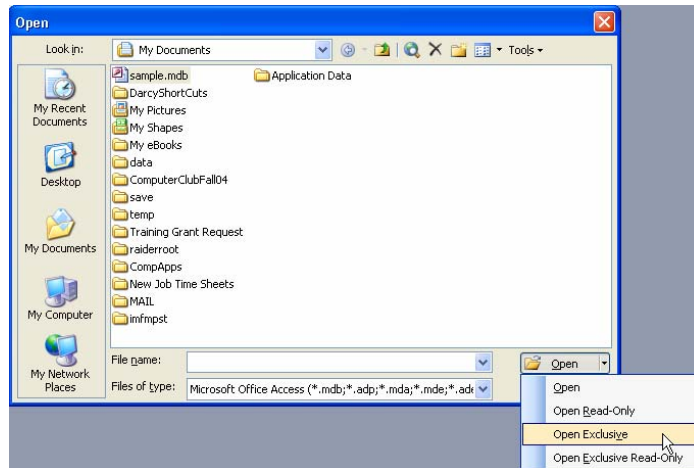 Open
Look in: My Documents Tools
sample.mdb Application Data
DarcyShortCuts
My Pictures
My Shapes
My eBooks
data
ComputerClubFall04
save
temp
Training Grant Request
raiderroot
CompApps
New Job Time Sheets
MAIL
imfmpst
My Recent
Documents
Desktop
My Documents
My Computer
My Network
Places
File name: Open
Files of type: Microsoft Office Access (*.mdb;*.adp;*.mda;*.mde;*.ade
Open
Open Read-Only
Open Exclusive
Open Exclusive Read-Only